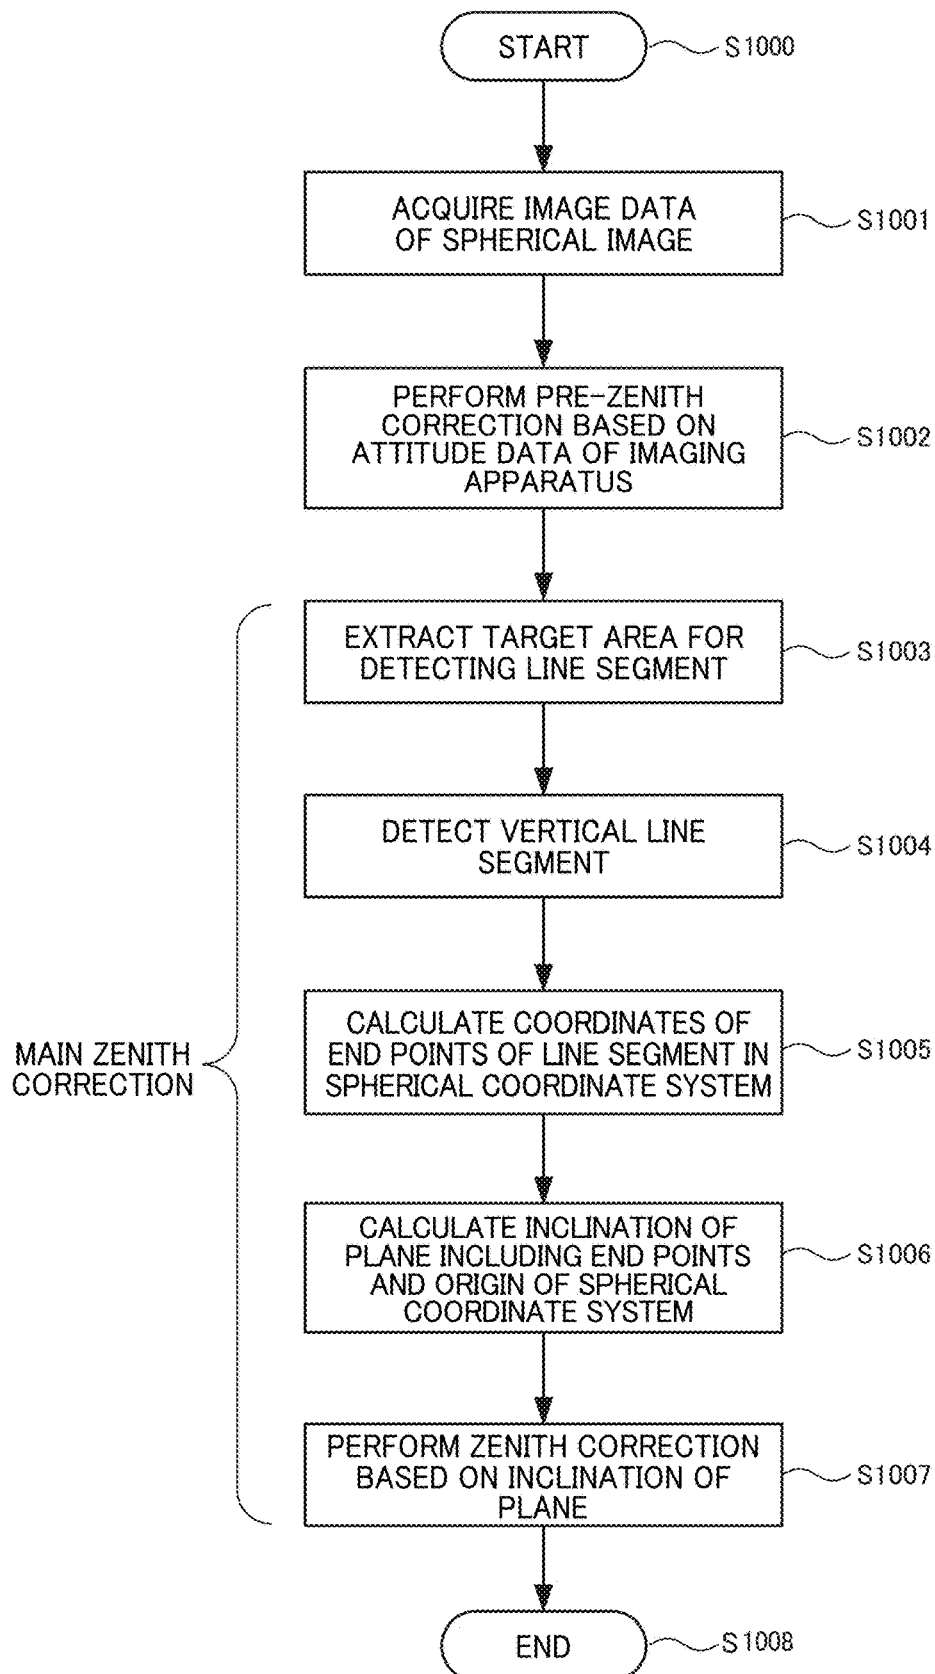 START
S1000
ACQUIRE IMAGE DATA
OF SPHERICAL IMAGE
S1001
PERFORM PRE-ZENITH
CORRECTION BASED ON
ATTITUDE DATA OF IMAGING
APPARATUS
S1002
EXTRACT TARGET AREA FOR
DETECTING LINE SEGMENT
S1003
DETECT VERTICAL LINE
SEGMENT
S1004
MAIN ZENITH
CORRECTION
CALCULATE COORDINATES OF
END POINTS OF LINE SEGMENT IN
SPHERICAL COORDINATE SYSTEM
S1005
CALCULATE INCLINATION OF
PLANE INCLUDING END POINTS
AND ORIGIN OF SPHERICAL
COORDINATE SYSTEM
S1006
PERFORM ZENITH CORRECTION
BASED ON INCLINATION OF
PLANE
S1007
END
S1008